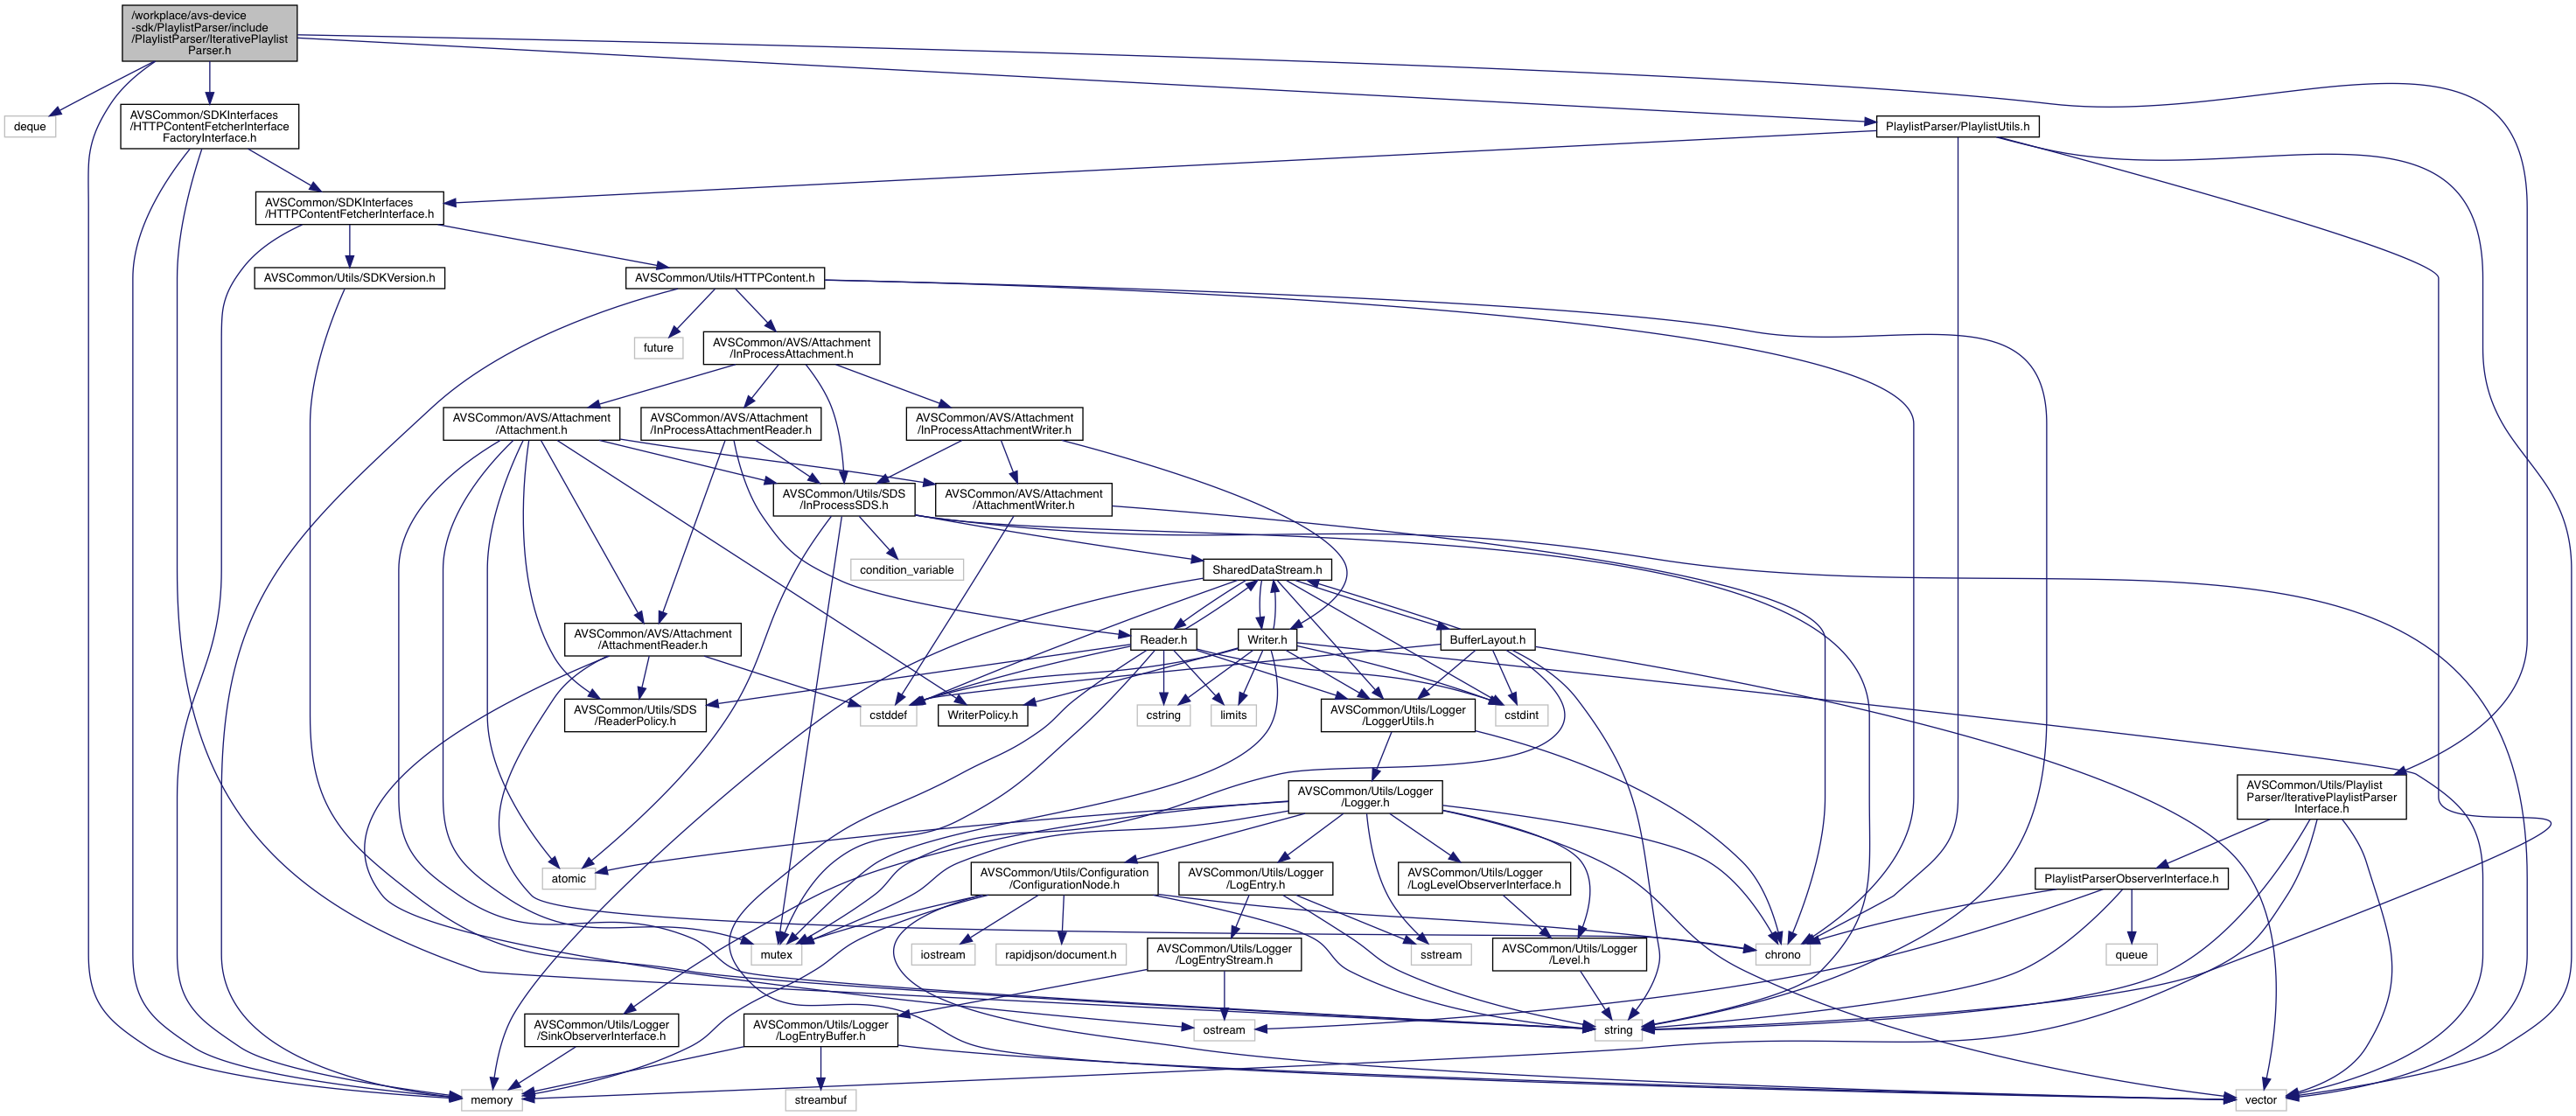 /workplace/avs-device
-sdk/PlaylistParser/include
/PlaylistParser/IterativePlaylist
Parser.h
deque
AVSCommon/SDKInterfaces
/HTTPContentFetcherInterface
FactoryInterface.h
PlaylistParser/PlaylistUtils.h
AVSCommon/SDKInterfaces
/HTTPContentFetcherInterface.h
AVSCommon/Utils/SDKVersion.h
AVSCommon/Utils/HTTPContent.h
future
AVSCommon/AVS/Attachment
/InProcessAttachment.h
AVSCommon/AVS/Attachment
/Attachment.h
AVSCommon/AVS/Attachment
/InProcessAttachmentReader.h
AVSCommon/AVS/Attachment
/InProcessAttachmentWriter.h
AVSCommon/Utils/SDS
/InProcessSDS.h
AVSCommon/AVS/Attachment
/AttachmentWriter.h
condition_variable
SharedDataStream.h
AVSCommon/AVS/Attachment
/AttachmentReader.h
Reader.h
Writer.h
BufferLayout.h
AVSCommon/Utils/SDS
/ReaderPolicy.h
cstddef
WriterPolicy.h
cstring
limits
AVSCommon/Utils/Logger
/LoggerUtils.h
cstdint
AVSCommon/Utils/Logger
/Logger.h
AVSCommon/Utils/Playlist
Parser/IterativePlaylistParser
Interface.h
atomic
AVSCommon/Utils/Configuration
/ConfigurationNode.h
AVSCommon/Utils/Logger
/LogEntry.h
AVSCommon/Utils/Logger
/LogLevelObserverInterface.h
PlaylistParserObserverInterface.h
mutex
iostream
rapidjson/document.h
AVSCommon/Utils/Logger
/LogEntryStream.h
sstream
AVSCommon/Utils/Logger
/Level.h
chrono
queue
AVSCommon/Utils/Logger
/SinkObserverInterface.h
AVSCommon/Utils/Logger
/LogEntryBuffer.h
ostream
string
memory
streambuf
vector